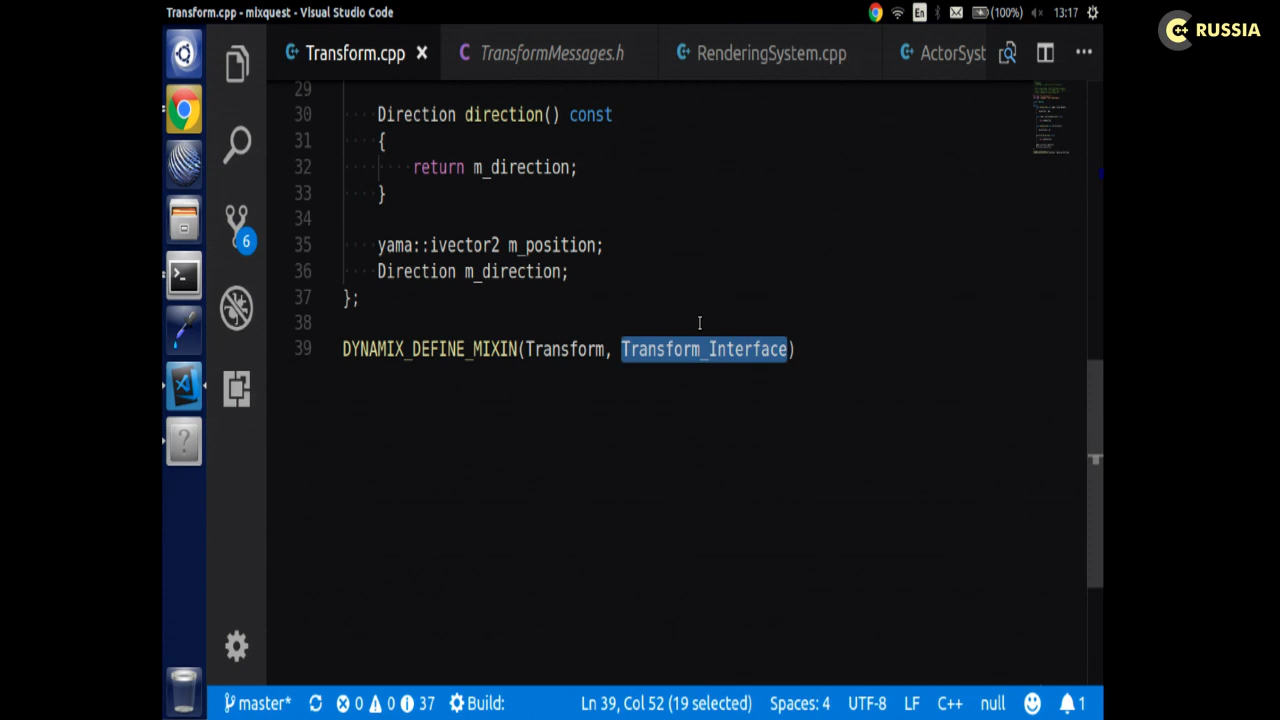 Transform.cpp - mixquest - Visual Studio Code
En
(100%)
13:17
C++ RUSSIA
Transform.cpp
TransformMessages.h
RenderingSystem.cpp
ActorSyst
29
30 Direction direction() const
31 {
32 return m_direction;
33 }
34
35 yama::ivector2 m_position;
36 Direction m_direction;
37 };
38
39 DYNAMIX_DEFINE_MIXIN(Transform, Transform_Interface)
6
master* 0 0 37 Build: Ln 39, Col 52 (19 selected) Spaces: 4 UTF-8 LF C++ null 1